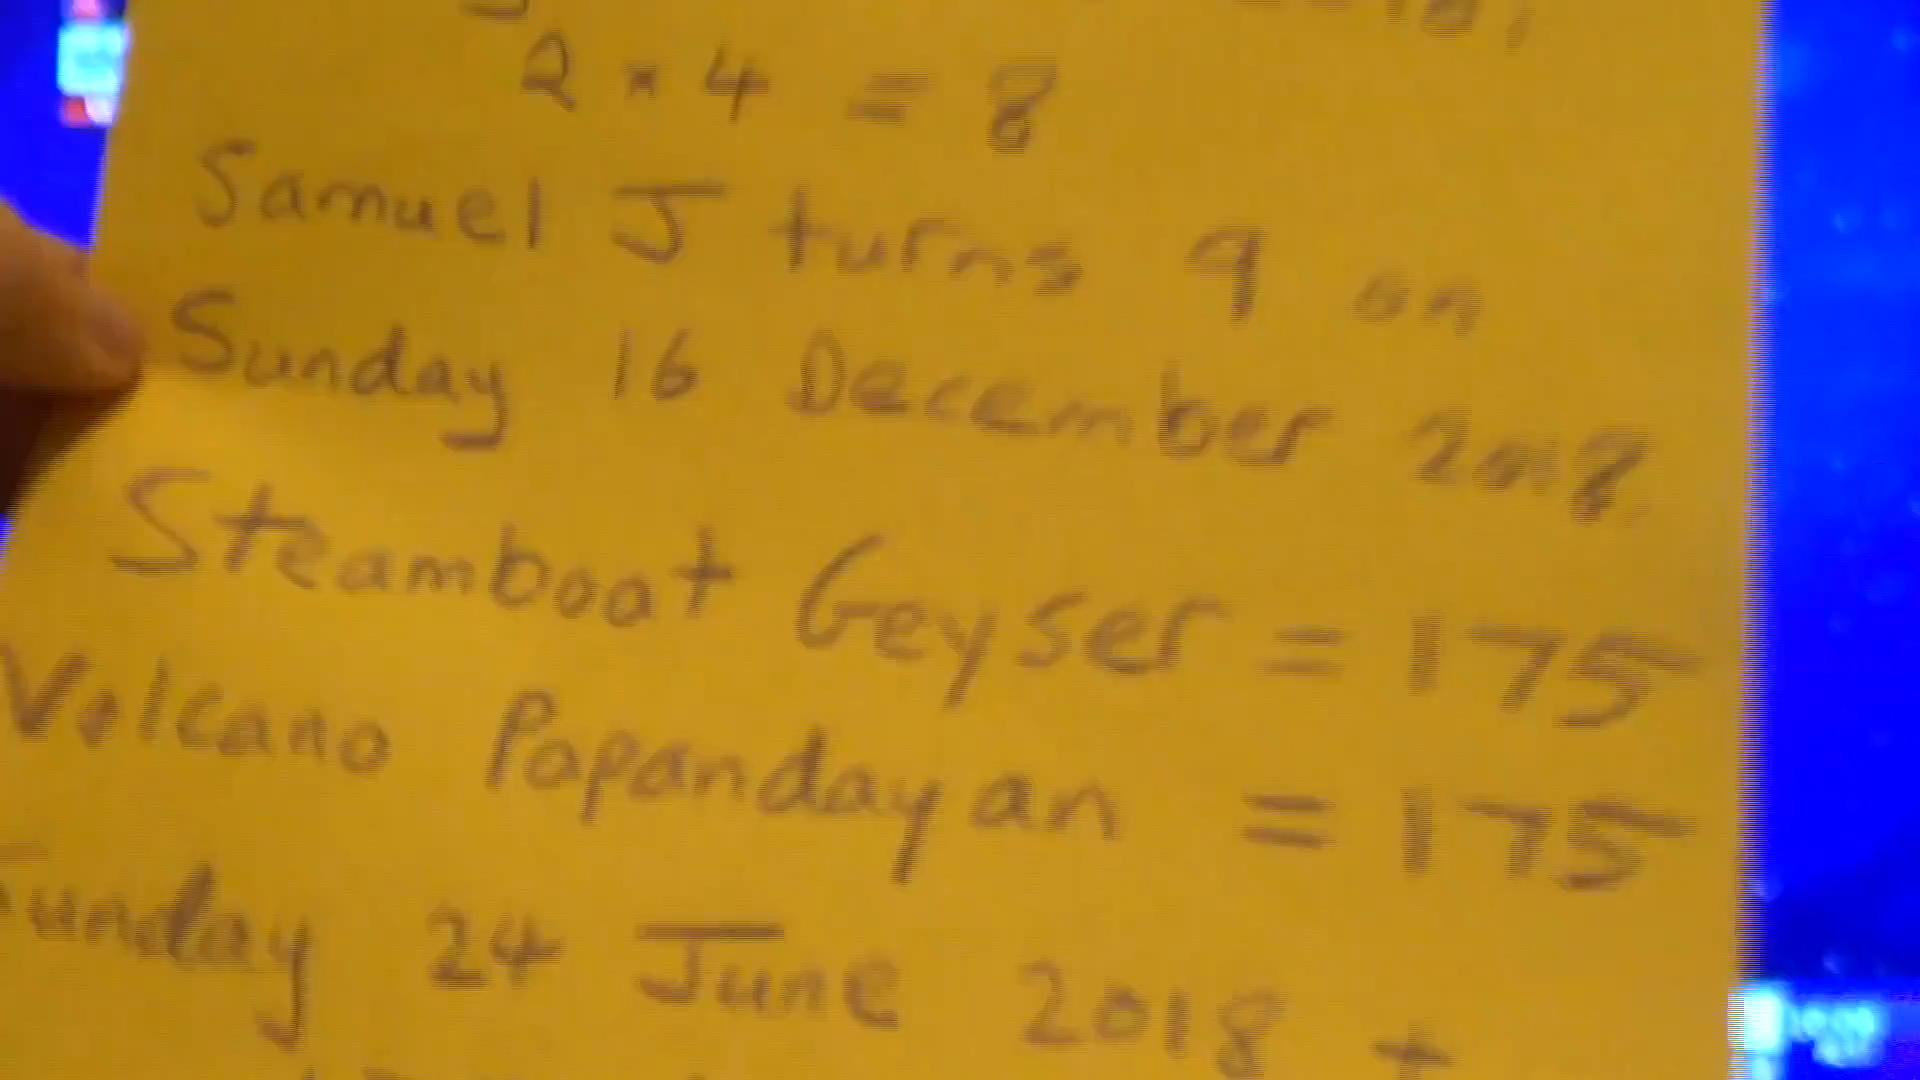 2 × 4 = 8
Samuel J turns 9 on
Sunday 16 December 2018.
Steamboat Geyser = 175
Volcano Papandayan = 175
Sunday 24 June 2018 +